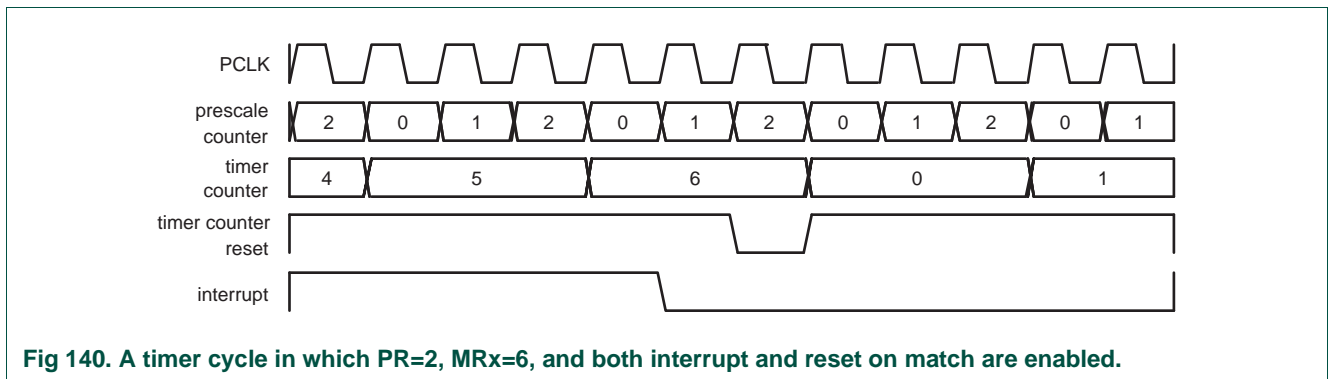 PCLK
prescale
counter
2 0 1 2 0 1 2 0 1 2 0 1
timer
counter
4 5 6 0 1
timer counter
reset
interrupt
Fig 140. A timer cycle in which PR=2, MRx=6, and both interrupt and reset on match are enabled.